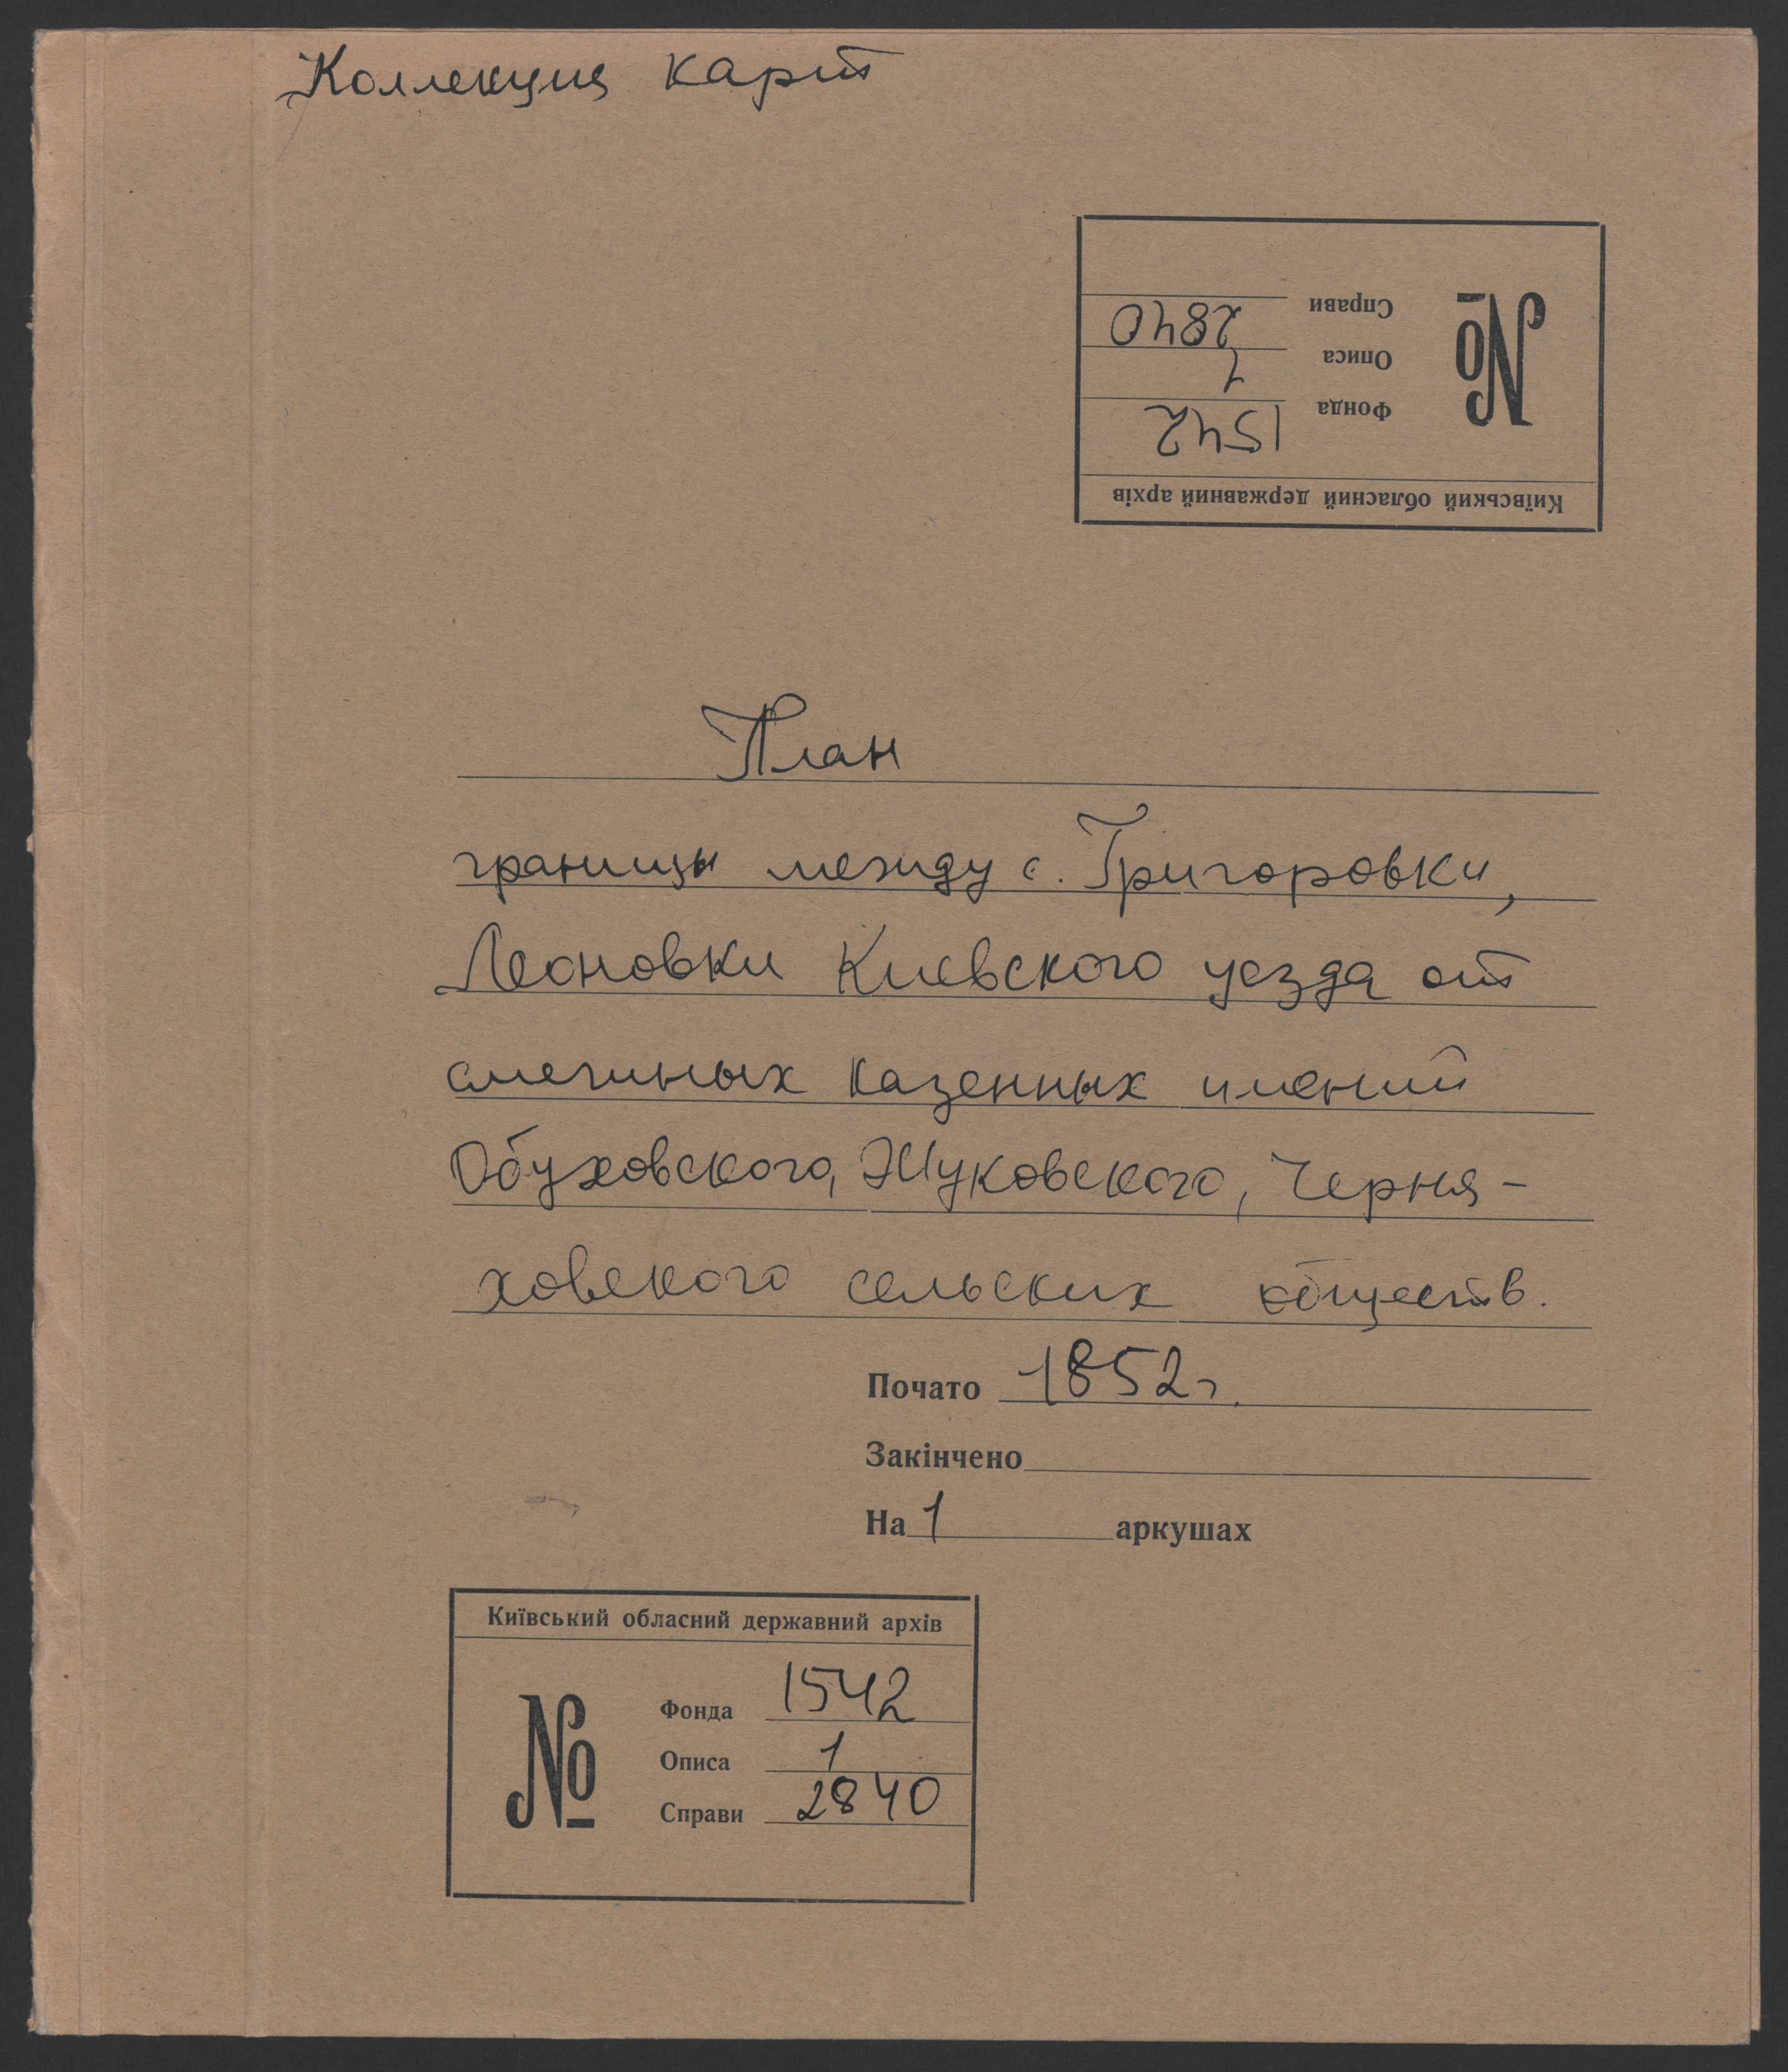 Коллекция карт
Київський обласний державний архів
№
Фонда 1542
Описа 1
Справи 2840
План
границы между с. Григоровки,
Леоновки Киевского уезда от
смежных казенных имений
Обуховского, Жуковского, Черня-
ховского сельских обществ.
Почато 1852 г.
Закінчено
На 1 аркушах
Київський обласний державний архів
№
Фонда 1542
Описа 1
Справи 2840